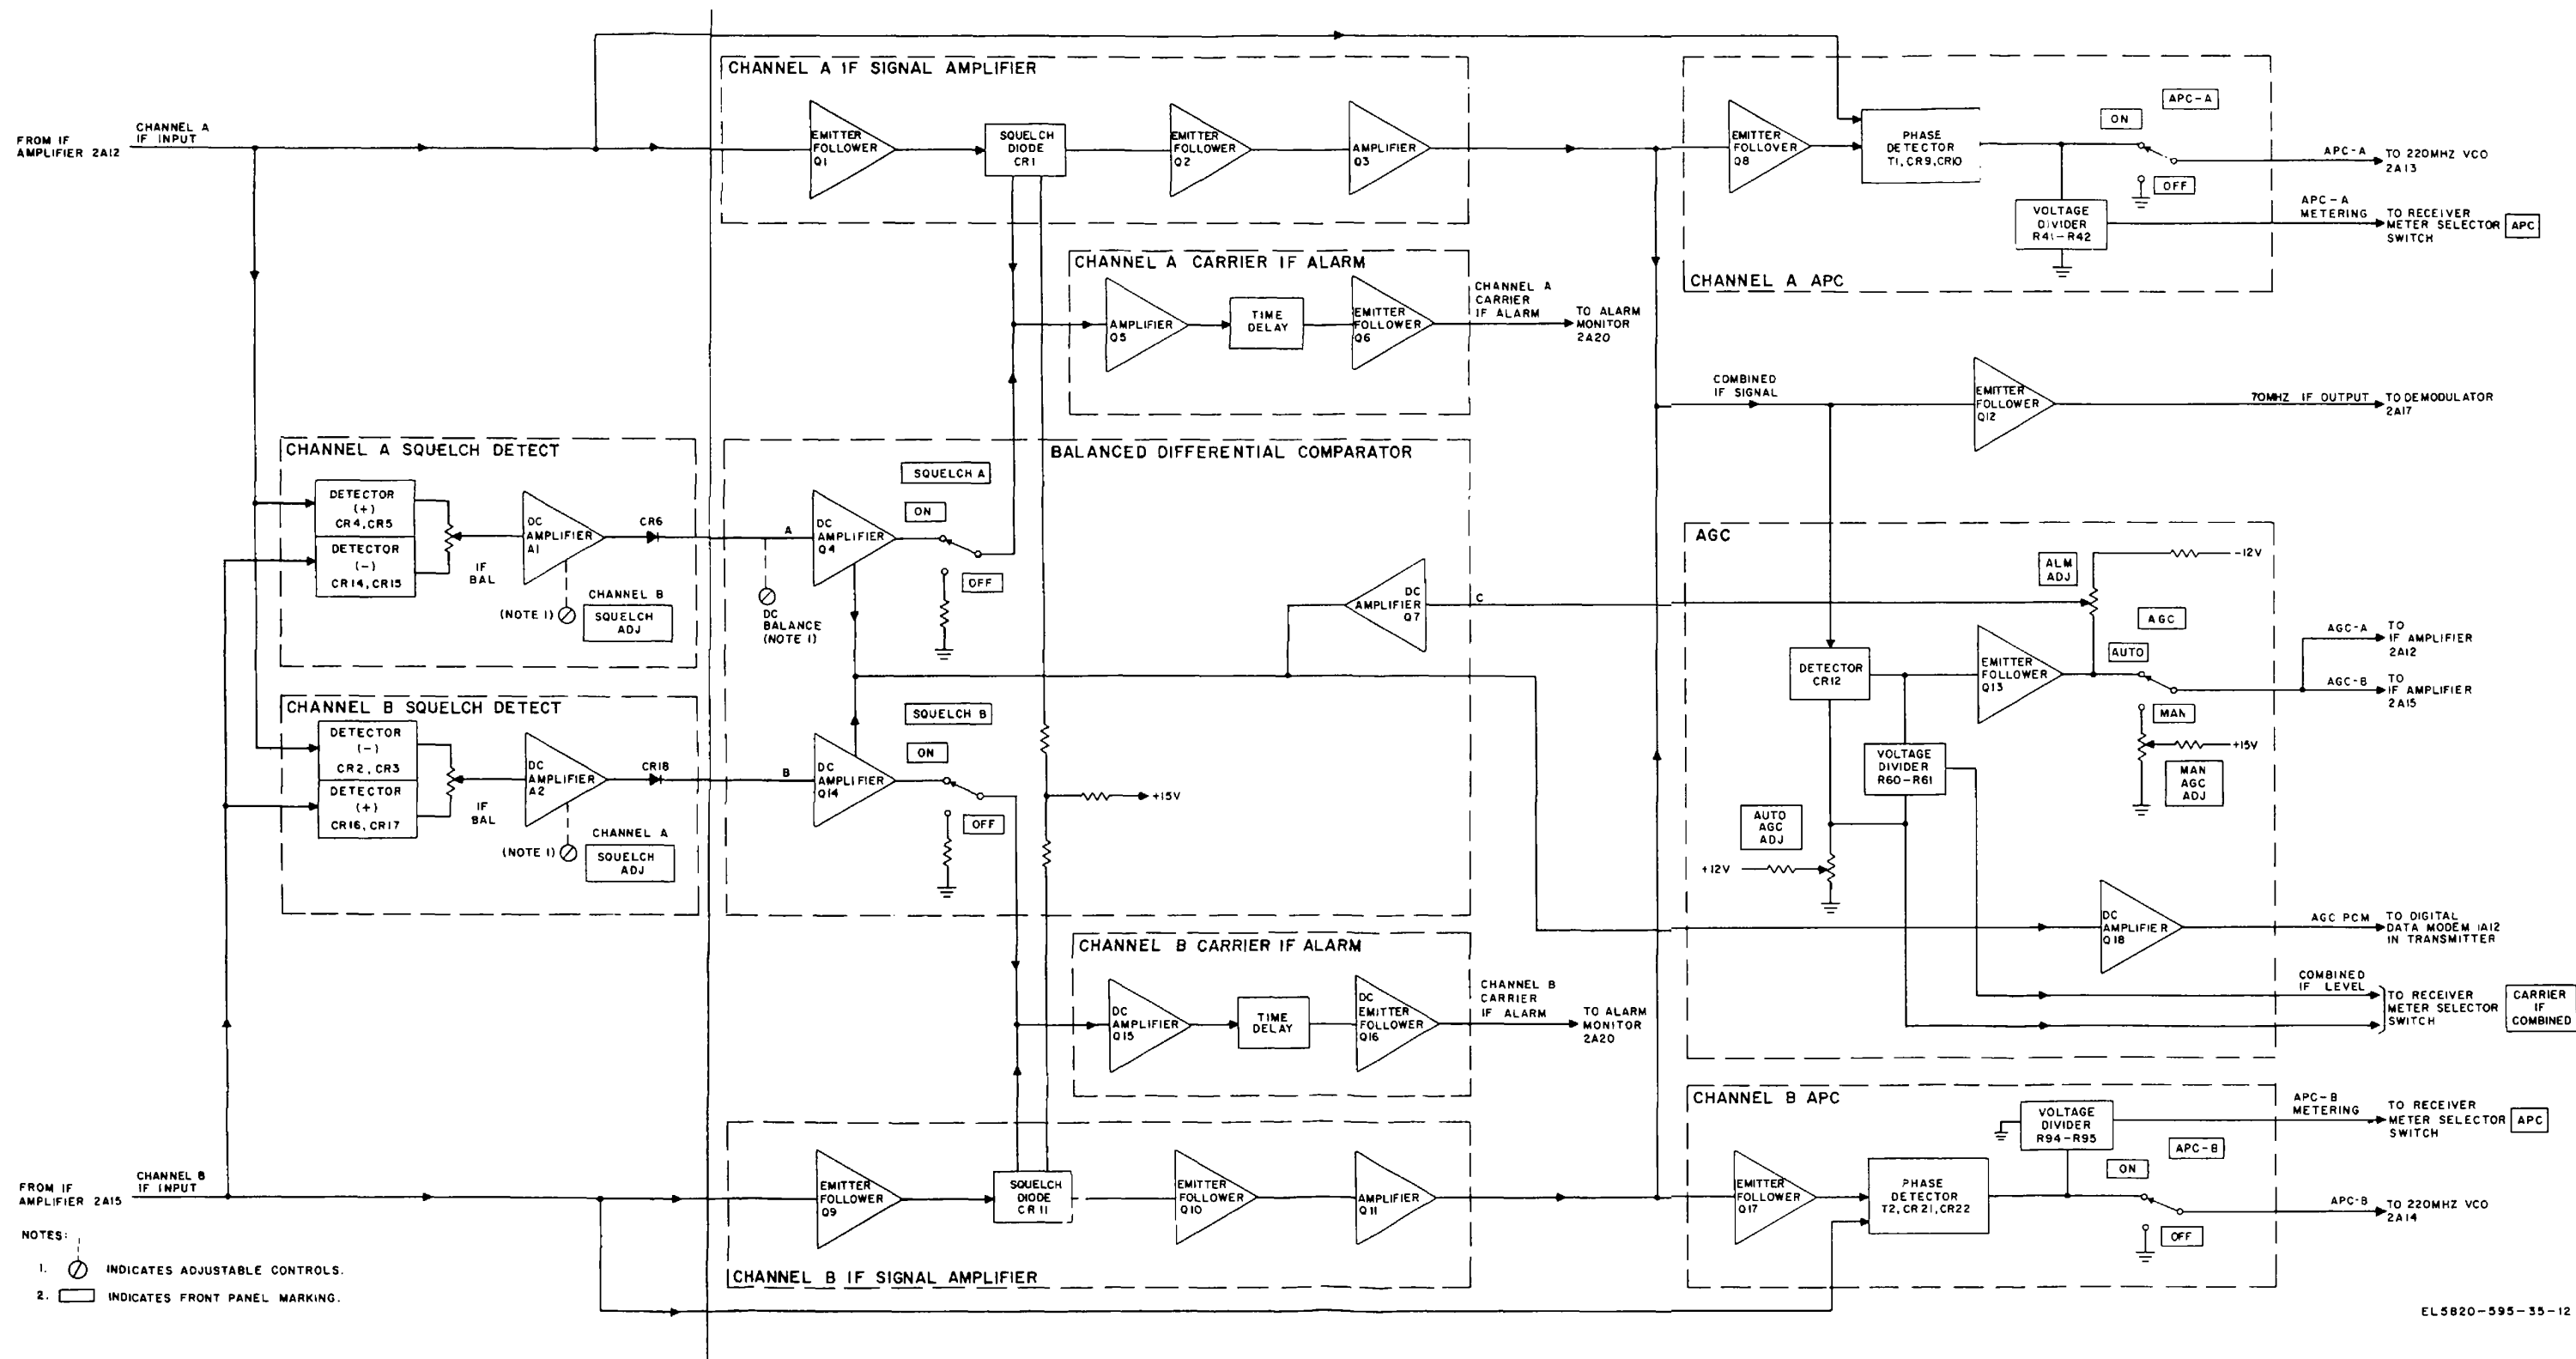 CHANNEL A IF SIGNAL AMPLIFIER
FROM IF
AMPLIFIER 2A12
CHANNEL A
IF INPUT
EMITTER
FOLLOWER
Q1
SQUELCH
DIODE
CR1
EMITTER
FOLLOWER
Q2
AMPLIFIER
Q3
EMITTER
FOLLOVER
Q8
PHASE
DETECTOR
T1, CR9, CR10
APC-A
ON
OFF
APC-A
TO 220MHZ VCO
2A13
VOLTAGE
DIVIDER
R41-R42
APC-A
METERING
TO RECEIVER
METER SELECTOR
SWITCH
APC
CHANNEL A APC
CHANNEL A CARRIER IF ALARM
AMPLIFIER
Q5
TIME
DELAY
EMITTER
FOLLOWER
Q6
CHANNEL A
CARRIER
IF ALARM
TO ALARM
MONITOR
2A20
COMBINED
IF SIGNAL
EMITTER
FOLLOWER
Q12
70MHZ IF OUTPUT
TO DEMODULATOR
2A17
CHANNEL A SQUELCH DETECT
DETECTOR
(+)
CR4, CR5
DETECTOR
(-)
CR14, CR15
IF
BAL
DC
AMPLIFIER
A1
CR6
(NOTE 1)
CHANNEL B
SQUELCH
ADJ
BALANCED DIFFERENTIAL COMPARATOR
A
DC
BALANCE
(NOTE 1)
DC
AMPLIFIER
Q4
SQUELCH A
ON
OFF
DC
AMPLIFIER
Q7
C
CHANNEL B SQUELCH DETECT
DETECTOR
(-)
CR2, CR3
DETECTOR
(+)
CR16, CR17
IF
BAL
DC
AMPLIFIER
A2
CR18
(NOTE 1)
CHANNEL A
SQUELCH
ADJ
B
DC
AMPLIFIER
Q14
SQUELCH B
ON
OFF
+15V
AGC
ALM
ADJ
-12V
AGC
AUTO
DETECTOR
CR12
EMITTER
FOLLOWER
Q13
AGC-A
TO
IF AMPLIFIER
2A12
AGC-B
TO
IF AMPLIFIER
2A15
MAN
+15V
MAN
AGC
ADJ
VOLTAGE
DIVIDER
R60-R61
AUTO
AGC
ADJ
+12V
DC
AMPLIFIER
Q18
AGC PCM
TO DIGITAL
DATA MODEM 1A12
IN TRANSMITTER
COMBINED
IF LEVEL
TO RECEIVER
METER SELECTOR
SWITCH
CARRIER
IF
COMBINED
CHANNEL B CARRIER IF ALARM
DC
AMPLIFIER
Q15
TIME
DELAY
DC
EMITTER
FOLLOWER
Q16
CHANNEL B
CARRIER
IF ALARM
TO ALARM
MONITOR
2A20
CHANNEL B APC
VOLTAGE
DIVIDER
R94-R95
APC-B
METERING
TO RECEIVER
METER SELECTOR
SWITCH
APC
FROM IF
AMPLIFIER 2A15
CHANNEL B
IF INPUT
EMITTER
FOLLOWER
Q9
SQUELCH
DIODE
CR11
EMITTER
FOLLOWER
Q10
AMPLIFIER
Q11
EMITTER
FOLLOWER
Q17
PHASE
DETECTOR
T2, CR21, CR22
APC-B
ON
OFF
APC-B
TO 220MHZ VCO
2A14
CHANNEL B IF SIGNAL AMPLIFIER
NOTES:
1. INDICATES ADJUSTABLE CONTROLS.
2. INDICATES FRONT PANEL MARKING.
EL5820-595-35-12